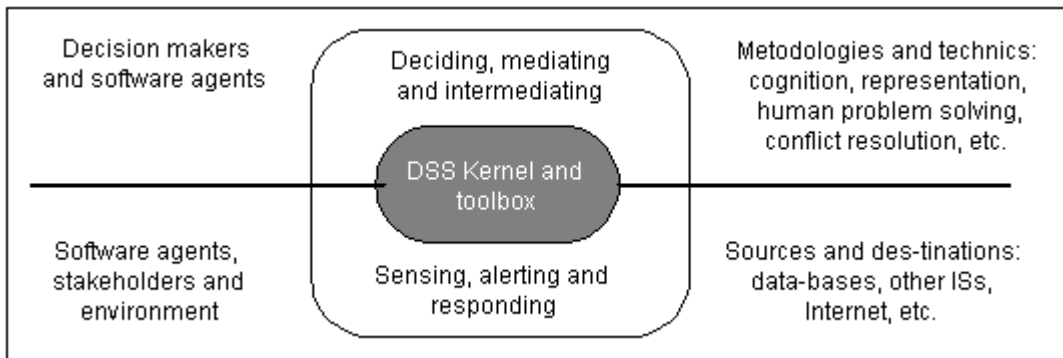 Decision makers
and software agents
Deciding, mediating
and intermediating
Metodologies and technics:
cognition, representation,
human problem solving,
conflict resolution, etc.
DSS Kernel and
toolbox
Software agents,
stakeholders and
environment
Sensing, alerting and
responding
Sources and des-tinations:
data-bases, other ISs,
Internet, etc.